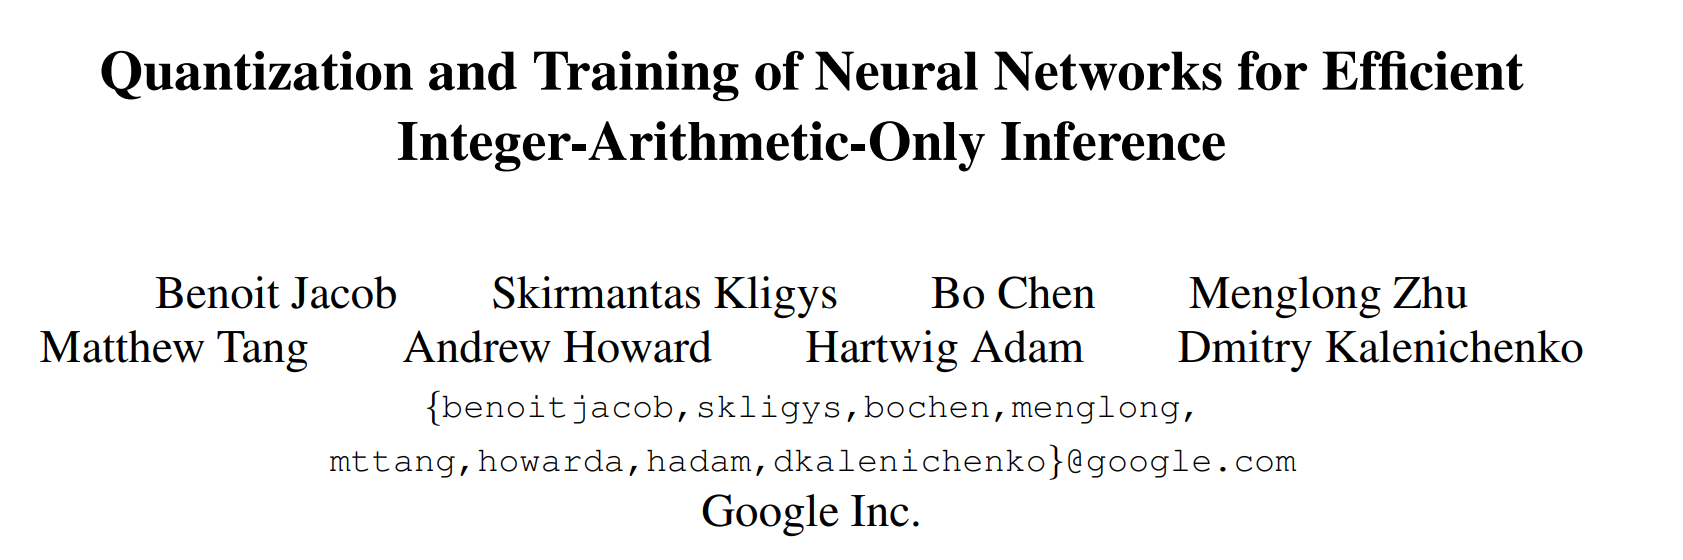 Quantization and Training of Neural Networks for Efficient
Integer-Arithmetic-Only Inference
Benoit Jacob Skirmantas Kligys Bo Chen Menglong Zhu
Matthew Tang Andrew Howard Hartwig Adam Dmitry Kalenichenko
{benoitjacob,skligys,bochen,menglong,
mttang,howarda,hadam,dkalenichenko}@google.com
Google Inc.